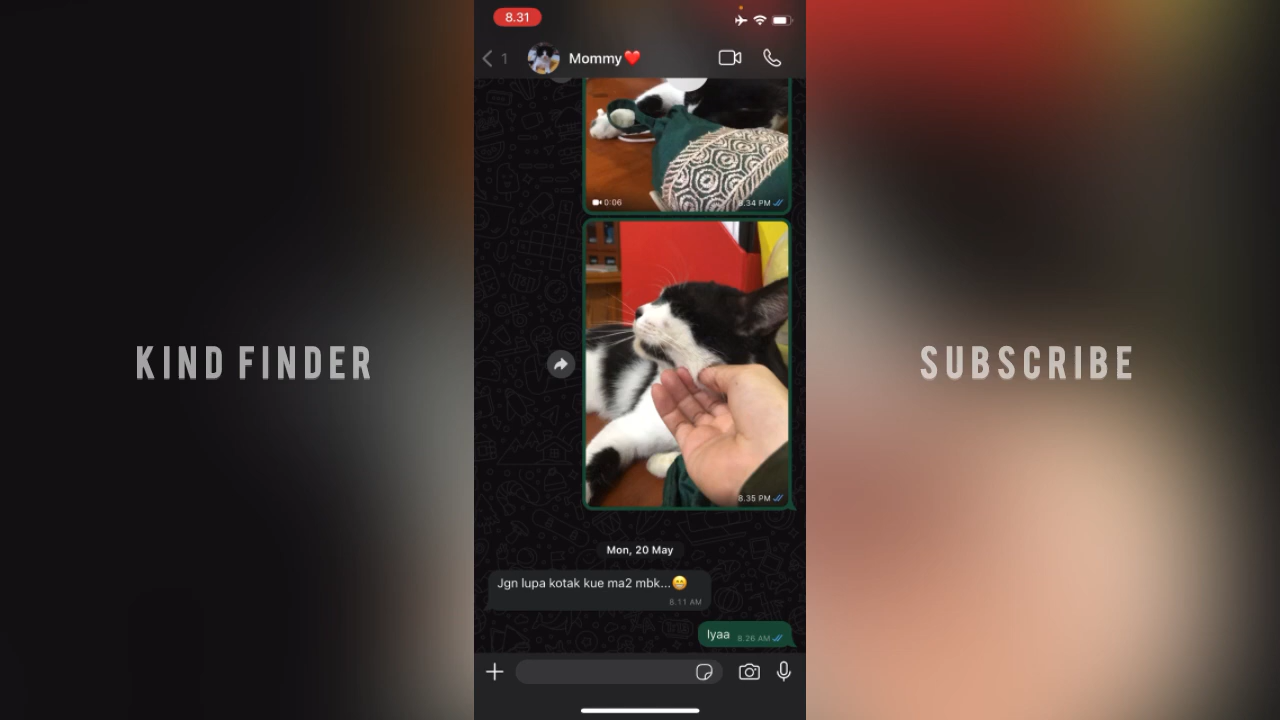 8.31
1
Mommy❤️
0:06
8.34 PM
8.35 PM
KIND FINDER
SUBSCRIBE
Mon, 20 May
Jgn lupa kotak kue ma2 mbk...😁
8.11 AM
Iyaa 8.26 AM